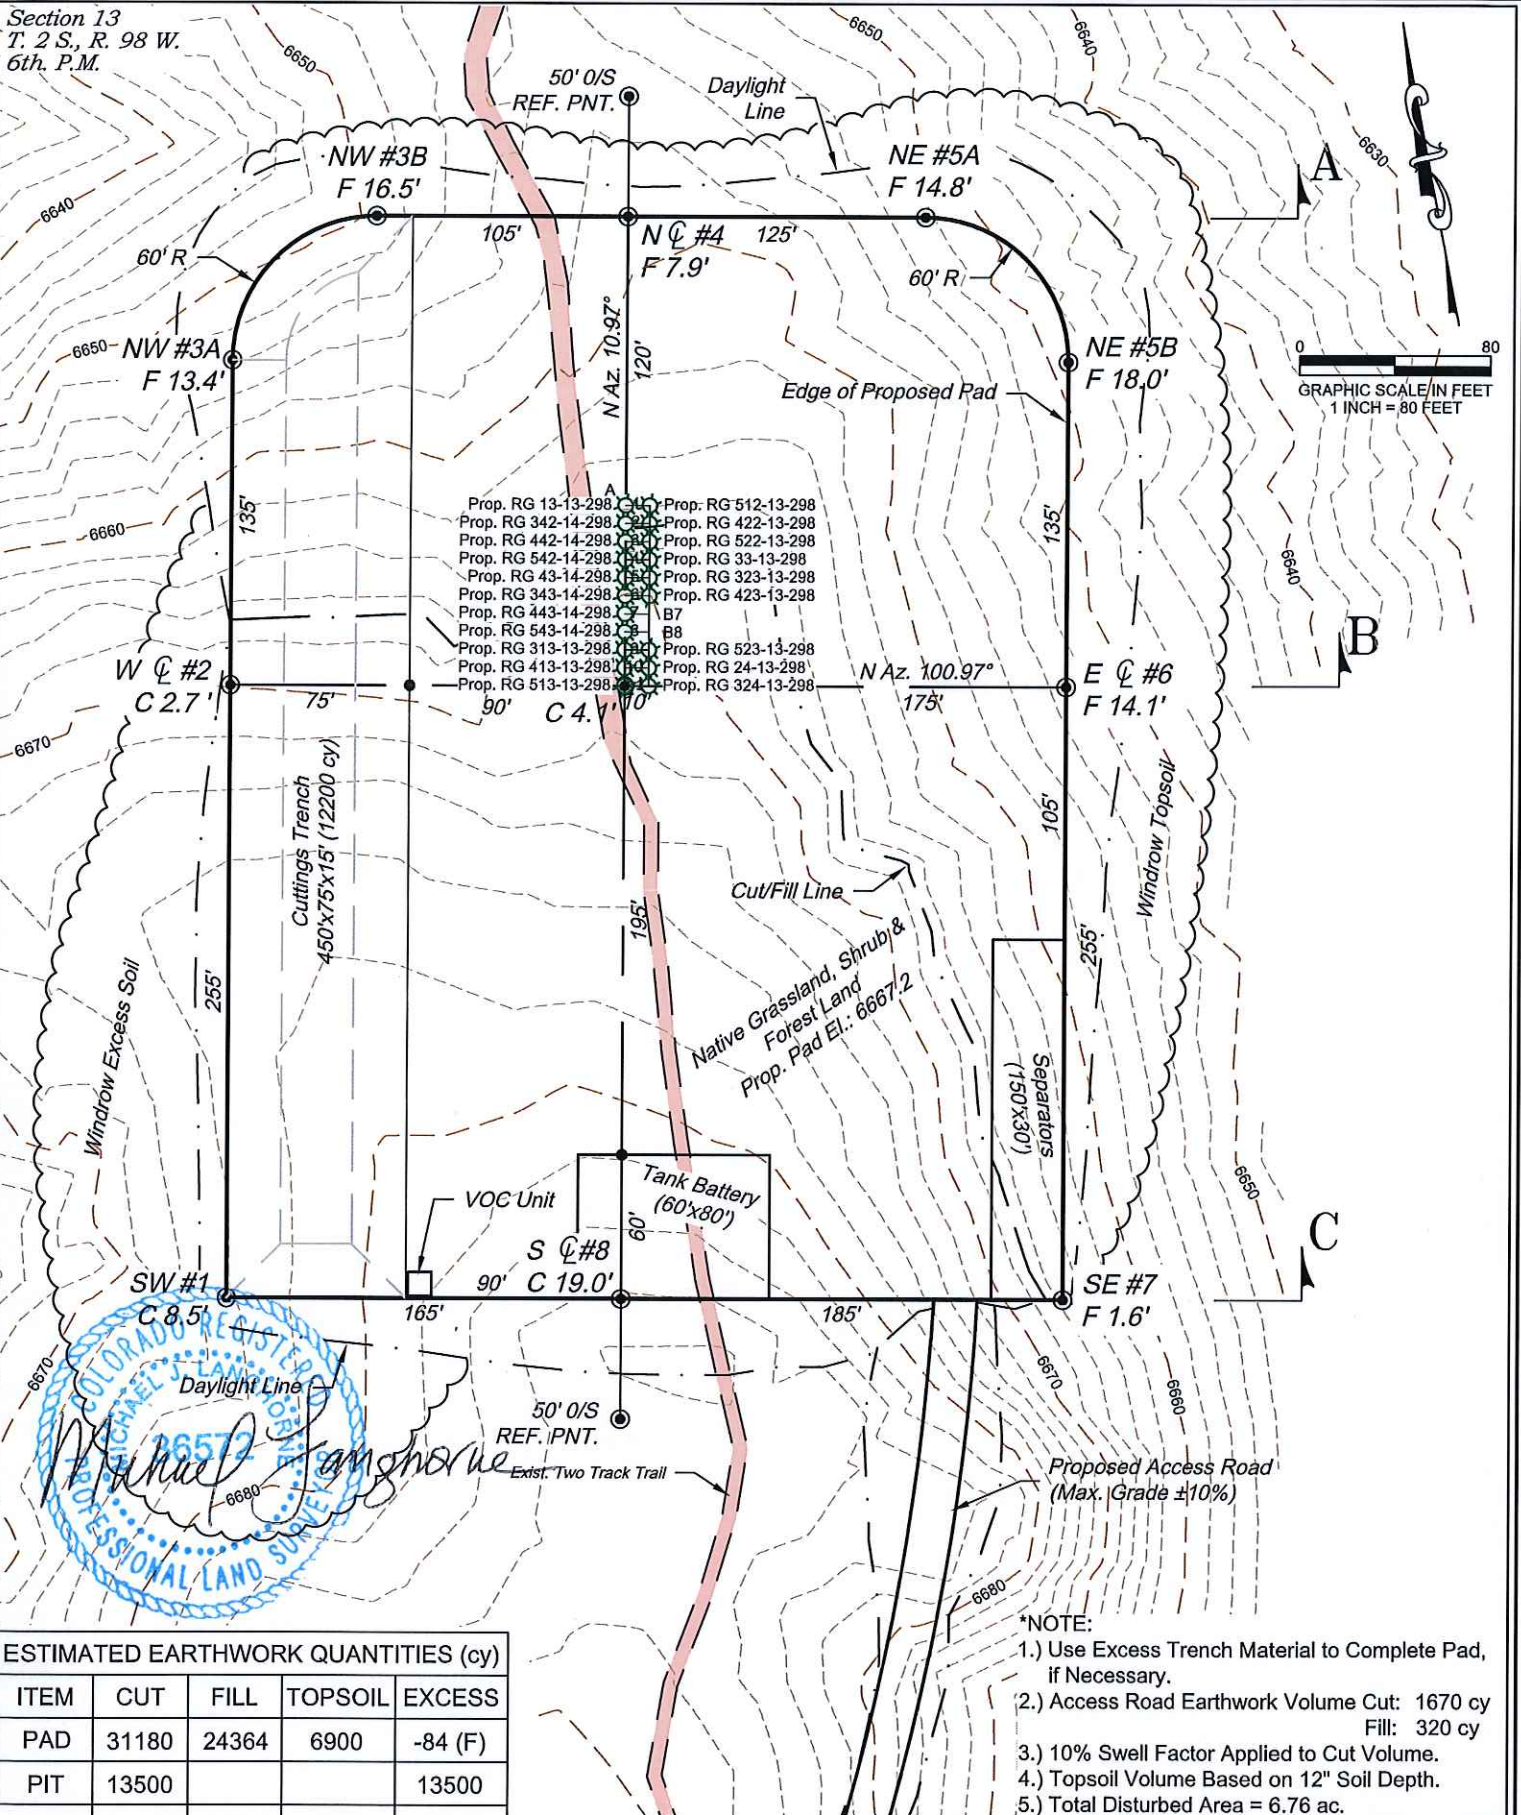 Section 13
T. 2 S., R. 98 W.
6th. P.M.
6650
6650
6640
6630
6640
50' O/S
REF. PNT.
Daylight
Line
NW #3B
F 16.5'
NE #5A
F 14.8'
A
60' R
105'
N ℄ #4
F 7.9'
125'
60' R
NW #3A
F 13.4'
6650
N Az. 10.97°
120'
NE #5B
F 18.0'
Edge of Proposed Pad
0 80
GRAPHIC SCALE IN FEET
1 INCH = 80 FEET
6660
135'
135'
6640
A
Prop. RG 13-13-298 Prop. RG 512-13-298
Prop. RG 342-14-298 Prop. RG 422-13-298
Prop. RG 442-14-298 Prop. RG 522-13-298
Prop. RG 542-14-298 Prop. RG 33-13-298
Prop. RG 43-14-298 Prop. RG 323-13-298
Prop. RG 343-14-298 Prop. RG 423-13-298
Prop. RG 443-14-298 B7
Prop. RG 543-14-298 B8
Prop. RG 313-13-298 Prop. RG 523-13-298
Prop. RG 413-13-298 Prop. RG 24-13-298
Prop. RG 513-13-298 Prop. RG 324-13-298
B
W ℄ #2
C 2.7'
75'
90'
C 4.1'
10'
N Az. 100.97°
175'
E ℄ #6
F 14.1'
6670
Cuttings Trench
450'x75'x15' (12200 cy)
105'
Windrow Topsoil
Cut/Fill Line
195'
255'
255'
Windrow Excess Soil
Native Grassland, Shrub &
Forest Land
Prop. Pad El.: 6667.2
Separators
(150'x30')
6650
VOC Unit
Tank Battery
(60'x80')
60'
S ℄ #8
C 19.0'
C
SW #1
C 8.5'
90'
165'
185'
SE #7
F 1.6'
6670
6670
6660
Daylight Line
COLORADO REGISTERED
MICHAEL J. LANGHORNE
36572
PROFESSIONAL LAND SURVEYOR
Michael Langhorne
50' O/S
REF. PNT.
Exist. Two Track Trail
6680
Proposed Access Road
(Max. Grade ±10%)
6680
ESTIMATED EARTHWORK QUANTITIES (cy)
ITEM CUT FILL TOPSOIL EXCESS
PAD 31180 24364 6900 -84 (F)
PIT 13500 13500
*NOTE:
1.) Use Excess Trench Material to Complete Pad,
if Necessary.
2.) Access Road Earthwork Volume Cut: 1670 cy
Fill: 320 cy
3.) 10% Swell Factor Applied to Cut Volume.
4.) Topsoil Volume Based on 12" Soil Depth.
5.) Total Disturbed Area = 6.76 ac.